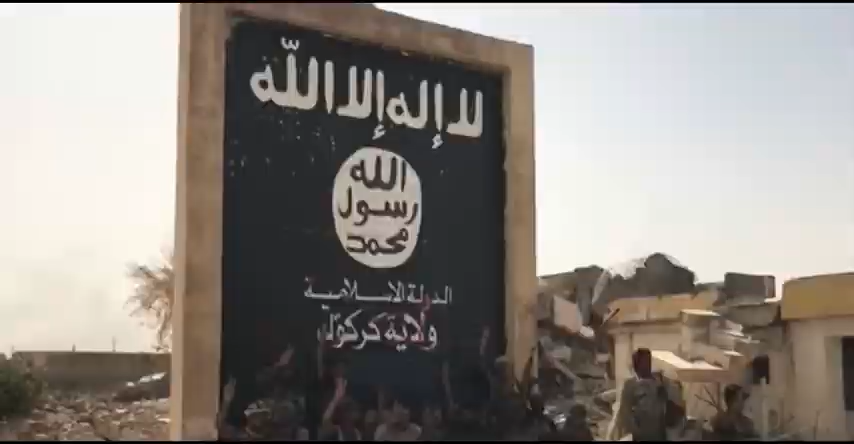 لا إله إلا الله
الله
رسول
محمد
الدولة الاسلامية
ولاية كركوك